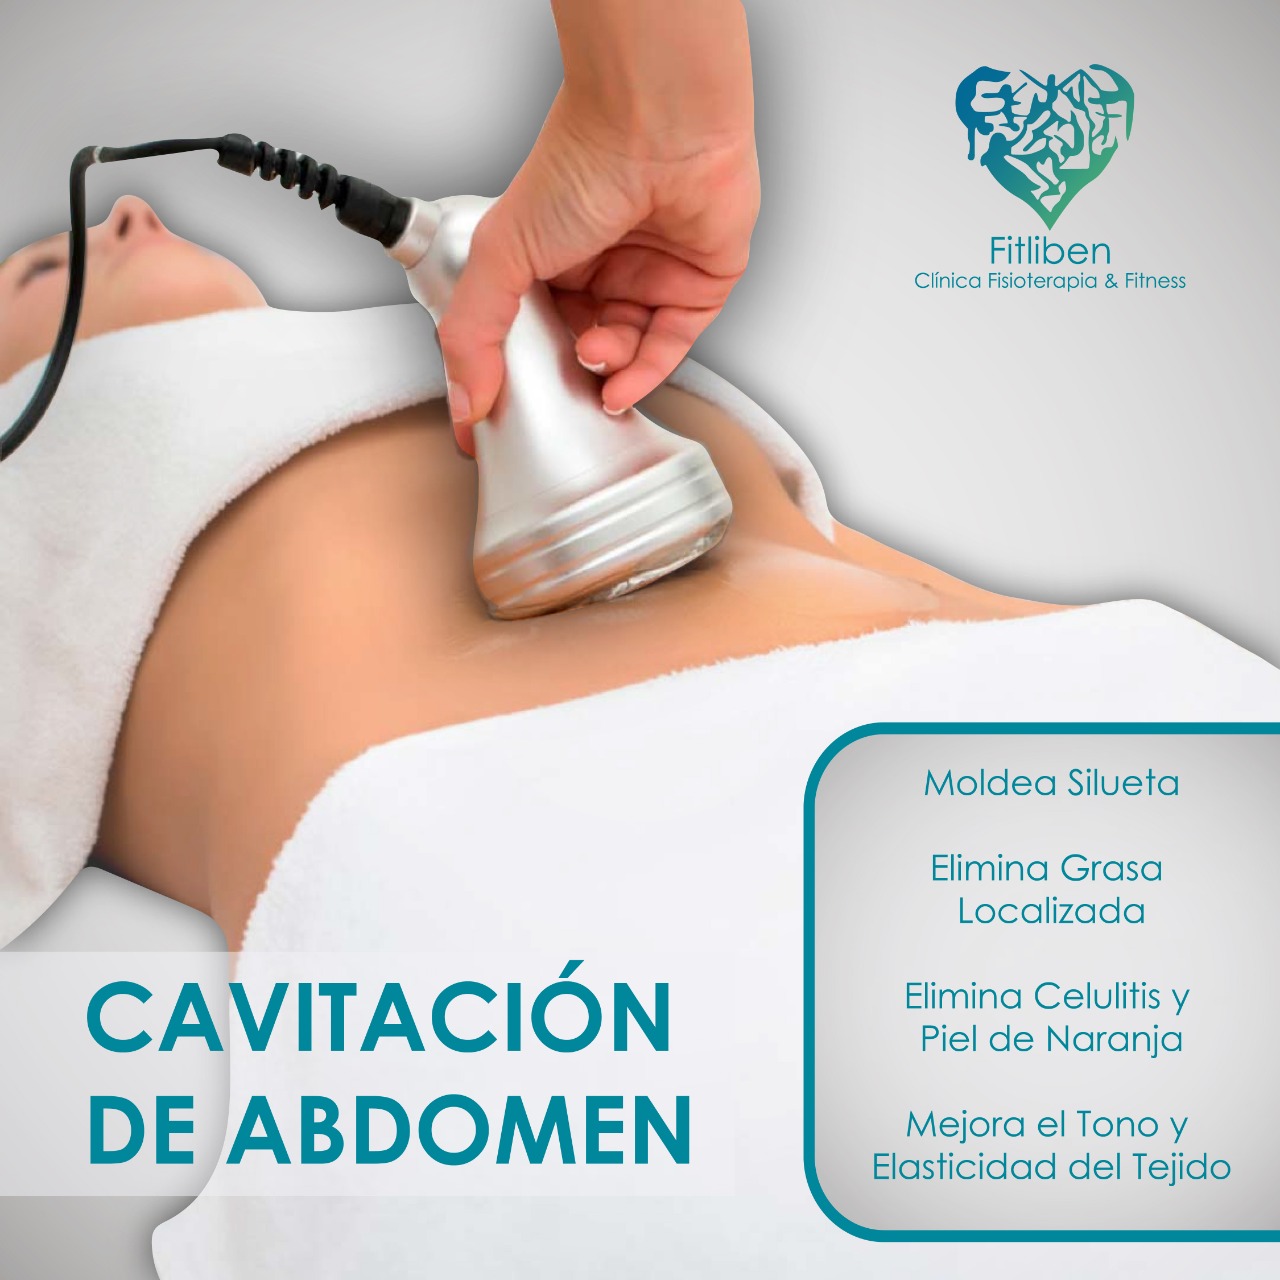 Fitliben
Clínica Fisioterapia & Fitness
Moldea Silueta
Elimina Grasa
Localizada
Elimina Celulitis y
Piel de Naranja
Mejora el Tono y
Elasticidad del Tejido
CAVITACIÓN
DE ABDOMEN